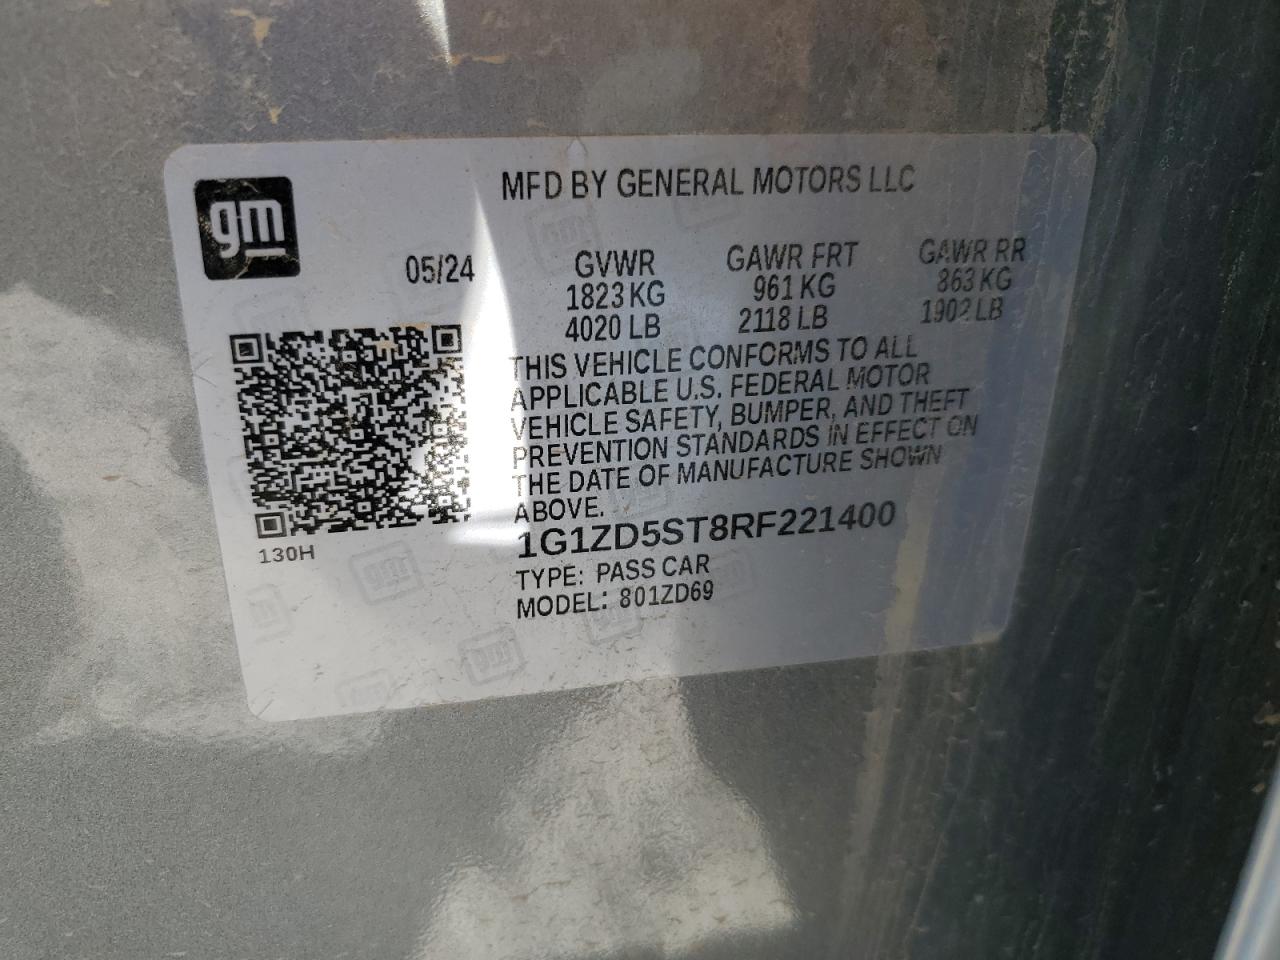 MFD BY GENERAL MOTORS LLC
gm
05/24 GVWR GAWR FRT GAWR RR
1823 KG 961 KG 863 KG
4020 LB 2118 LB 1902 LB
THIS VEHICLE CONFORMS TO ALL
APPLICABLE U.S. FEDERAL MOTOR
VEHICLE SAFETY, BUMPER, AND THEFT
PREVENTION STANDARDS IN EFFECT ON
THE DATE OF MANUFACTURE SHOWN
ABOVE.
1G1ZD5ST8RF221400
130H
TYPE: PASS CAR
MODEL: 801ZD69